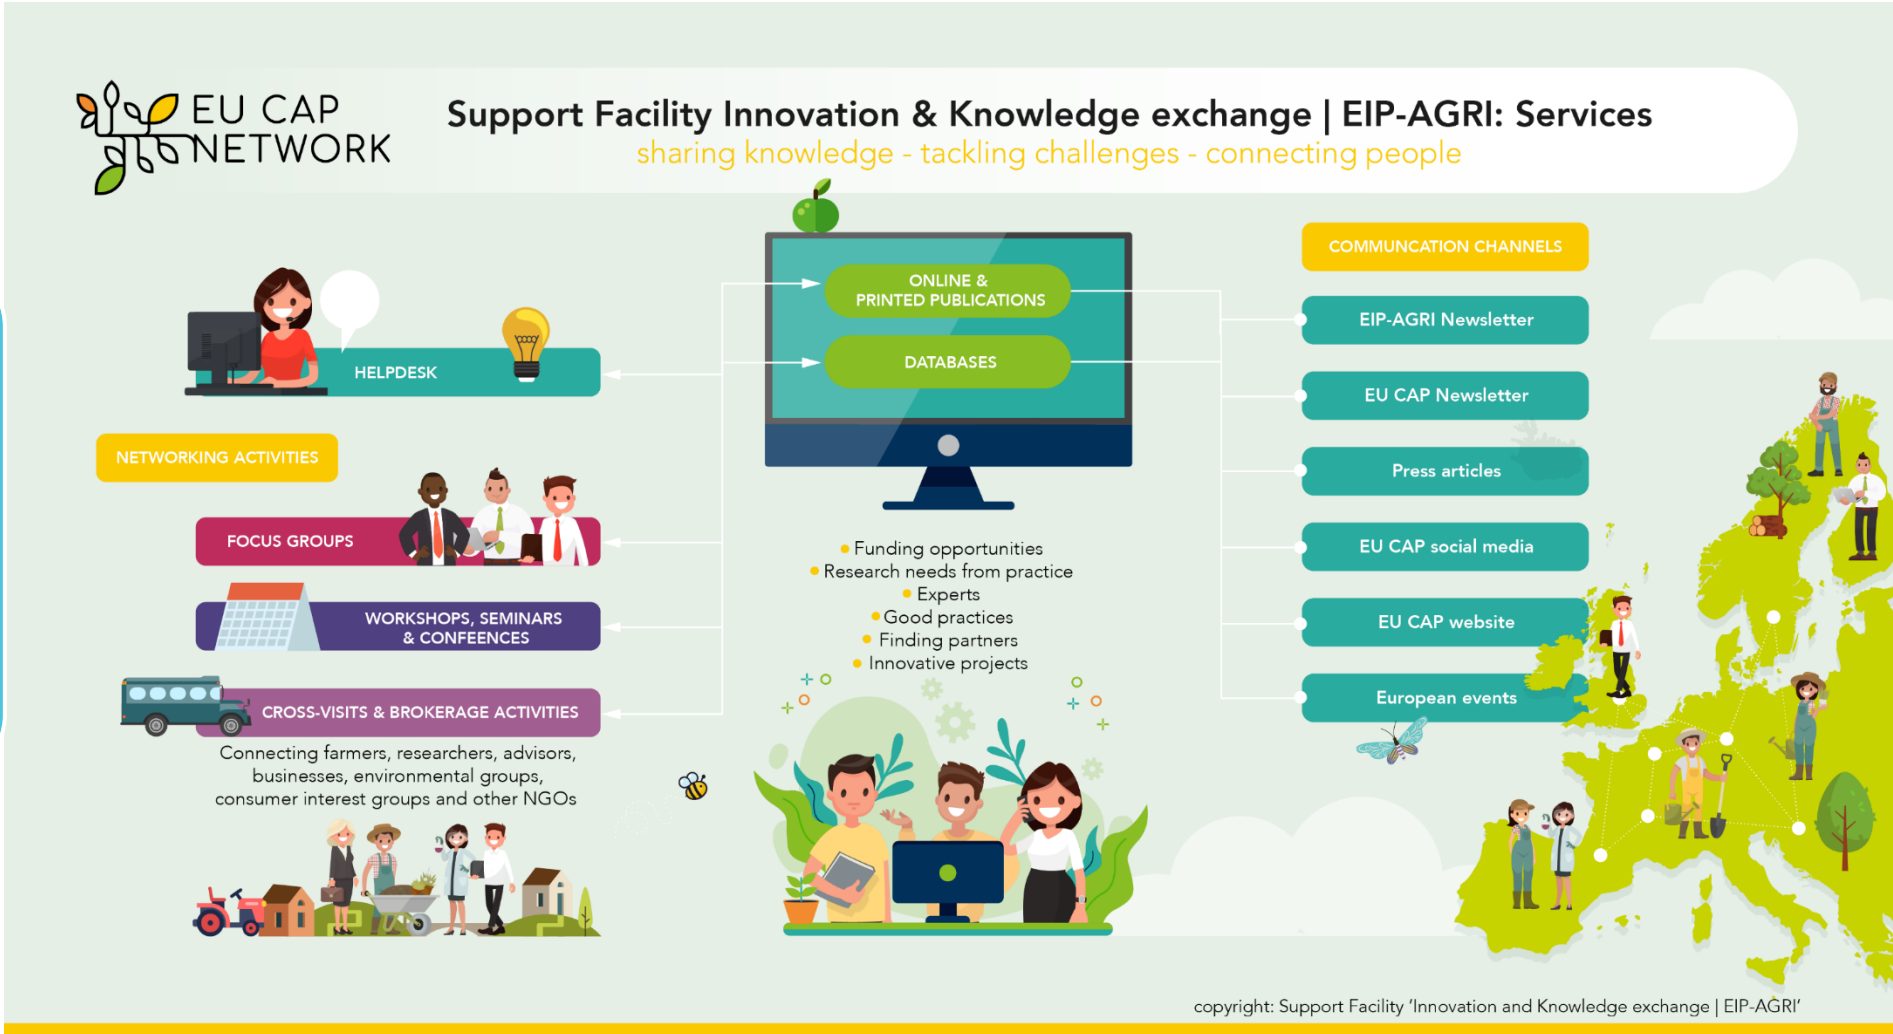 EU CAP
NETWORK
Support Facility Innovation & Knowledge exchange | EIP-AGRI: Services
sharing knowledge - tackling challenges - connecting people
HELPDESK
NETWORKING ACTIVITIES
FOCUS GROUPS
WORKSHOPS, SEMINARS
& CONFEENCES
CROSS-VISITS & BROKERAGE ACTIVITIES
Connecting farmers, researchers, advisors,
businesses, environmental groups,
consumer interest groups and other NGOs
ONLINE &
PRINTED PUBLICATIONS
DATABASES
• Funding opportunities
• Research needs from practice
• Experts
• Good practices
• Finding partners
• Innovative projects
COMMUNCATION CHANNELS
EIP-AGRI Newsletter
EU CAP Newsletter
Press articles
EU CAP social media
EU CAP website
European events
copyright: Support Facility ‘Innovation and Knowledge exchange | EIP-AGRI’